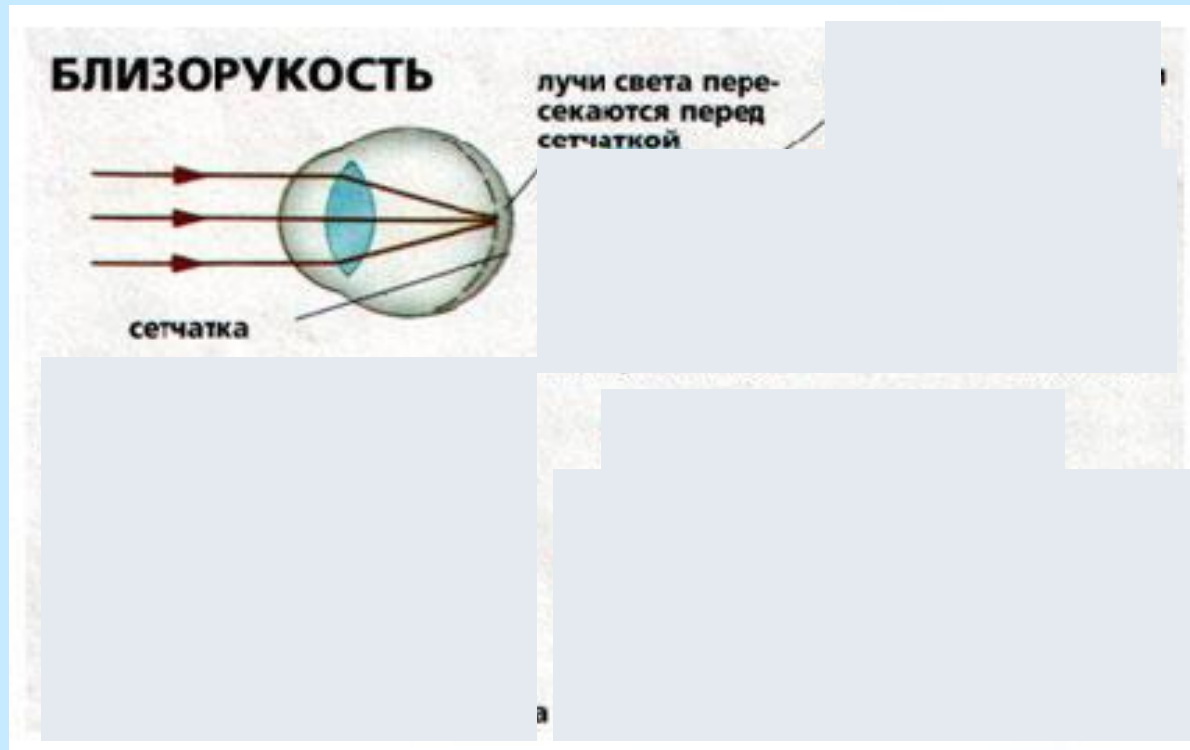 БЛИЗОРУКОСТЬ
лучи света пере-
секаются перед
сетчаткой
сетчатка
а